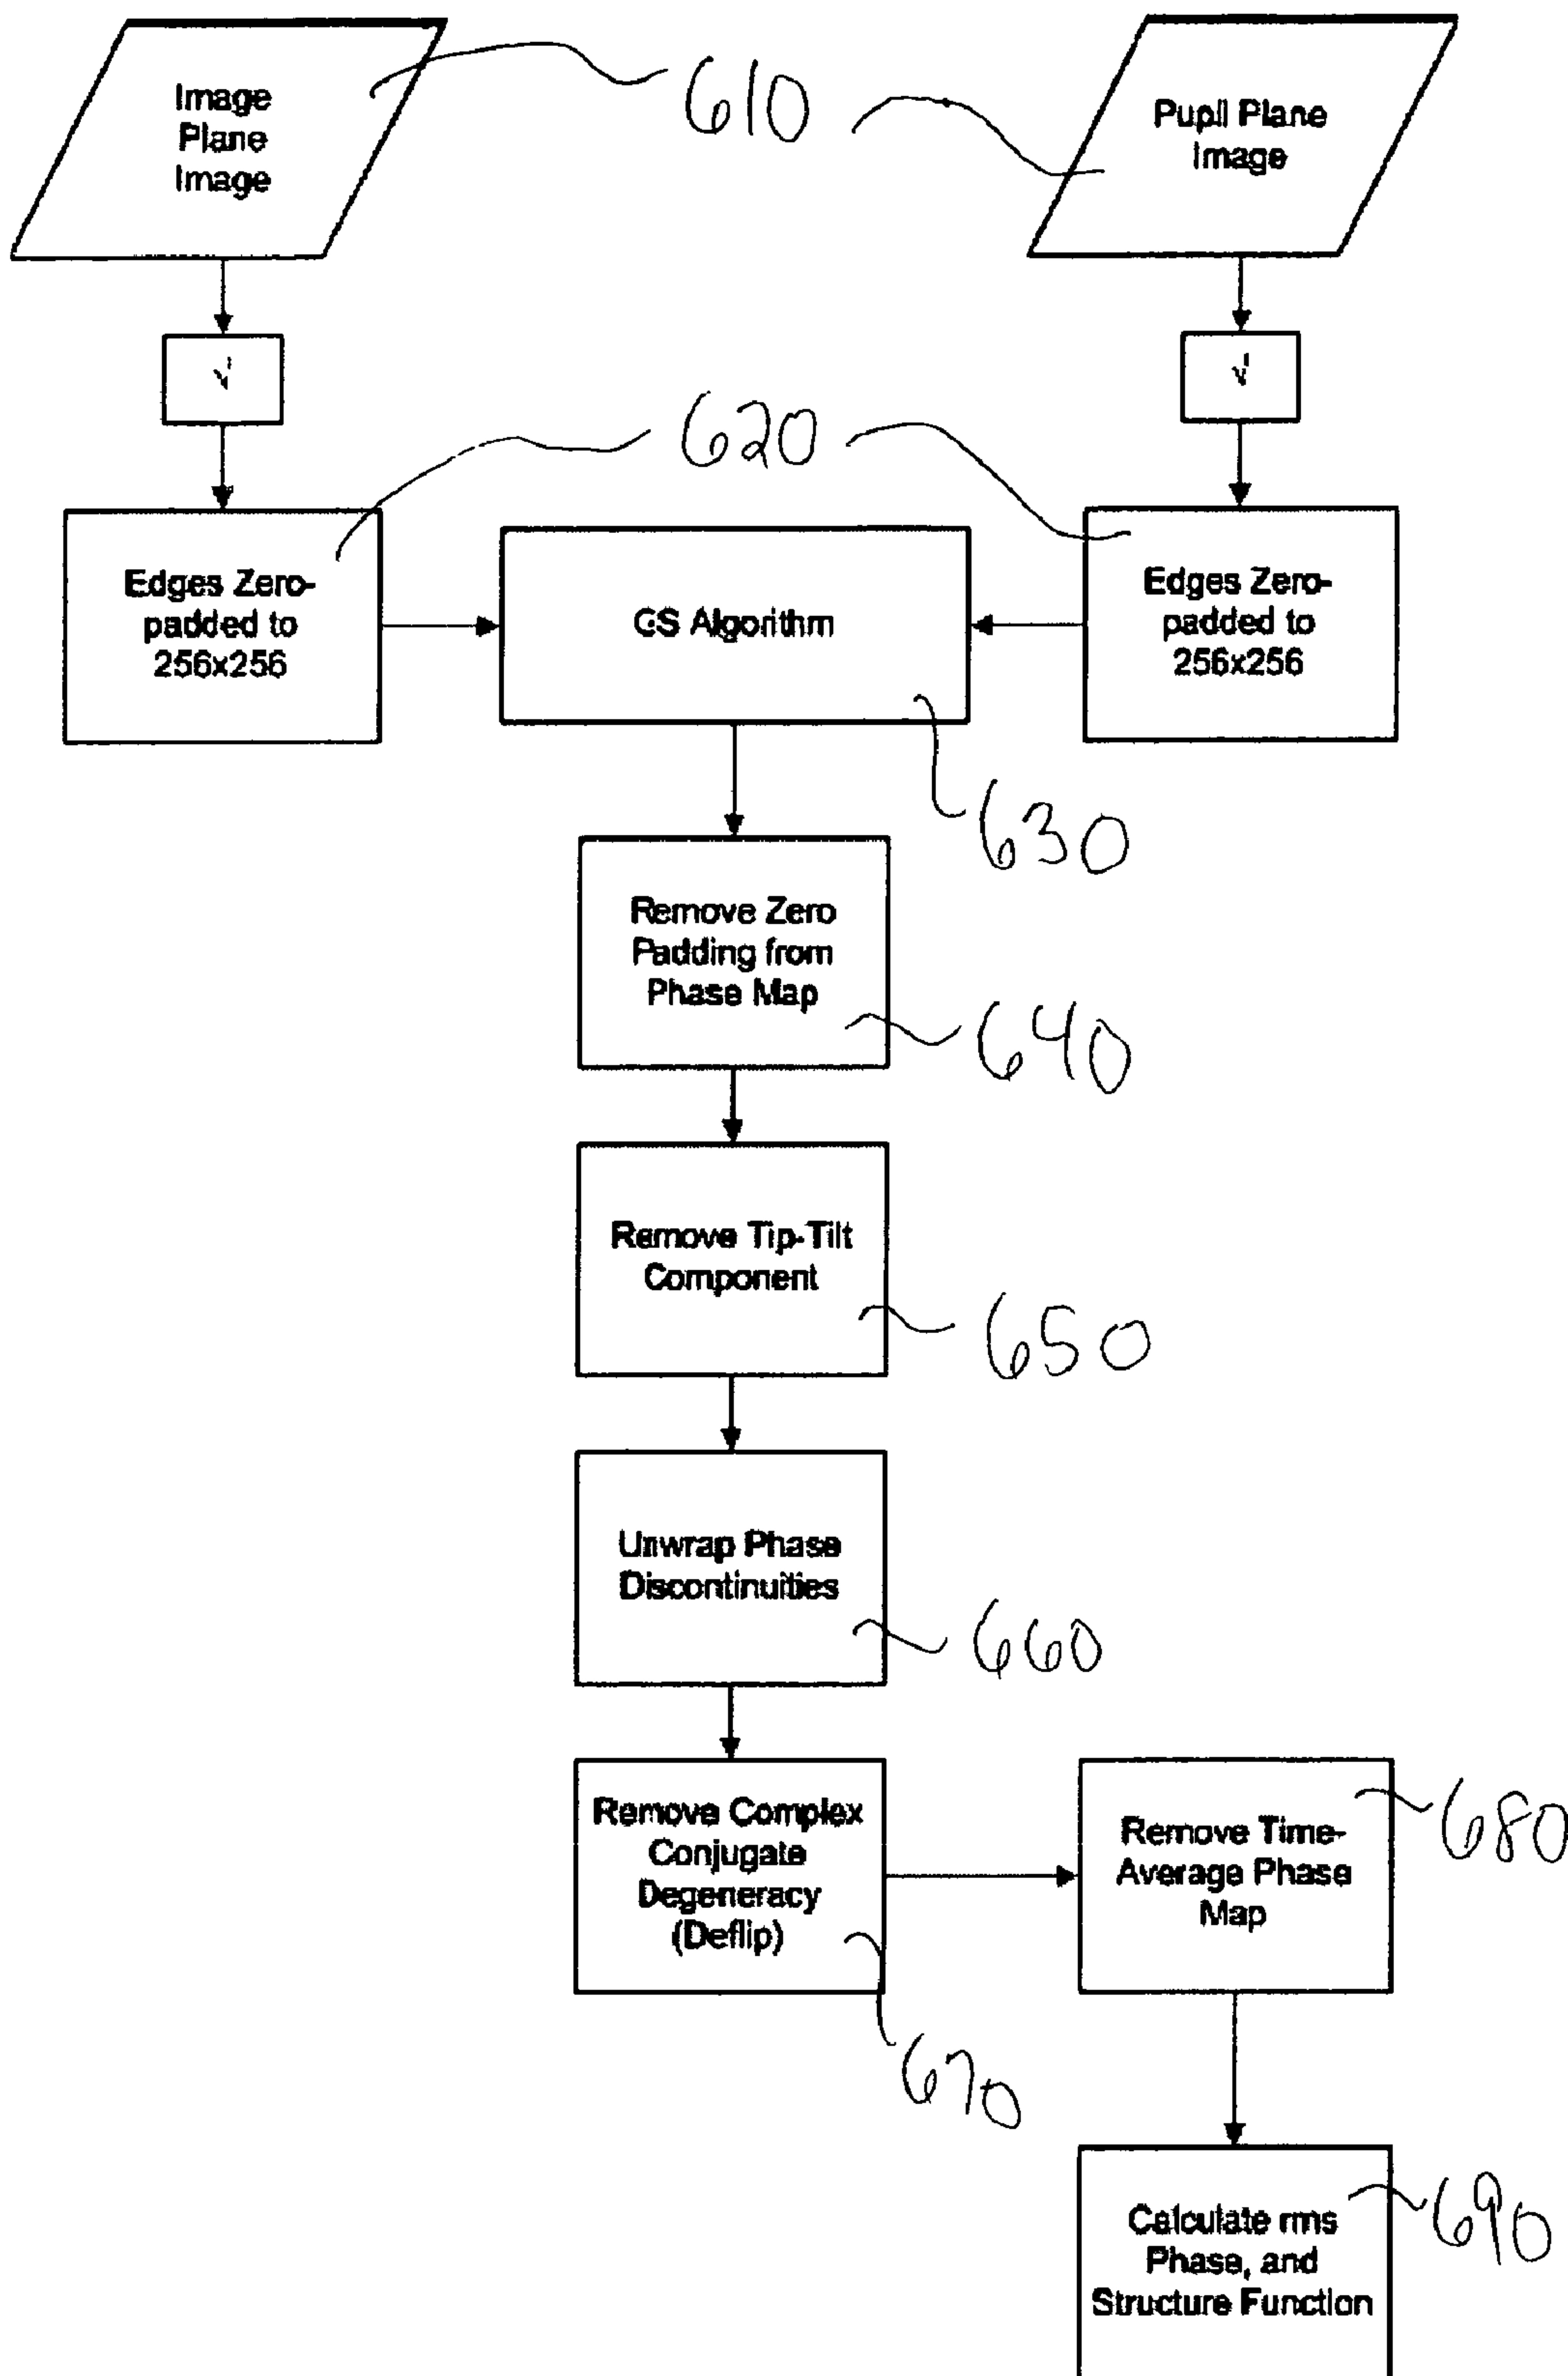 Image
Plane
Image
610
Pupil Plane
Image
√
√
620
Edges Zero-
padded to
256x256
GS Algorithm
Edges Zero-
padded to
256x256
630
Remove Zero
Padding from
Phase Map
640
Remove Tip-Tilt
Component
650
Unwrap Phase
Discontinuities
660
Remove Complex
Conjugate
Degeneracy
(Deflip)
670
Remove Time-
Average Phase
Map
680
Calculate rms
Phase, and
Structure Function
690